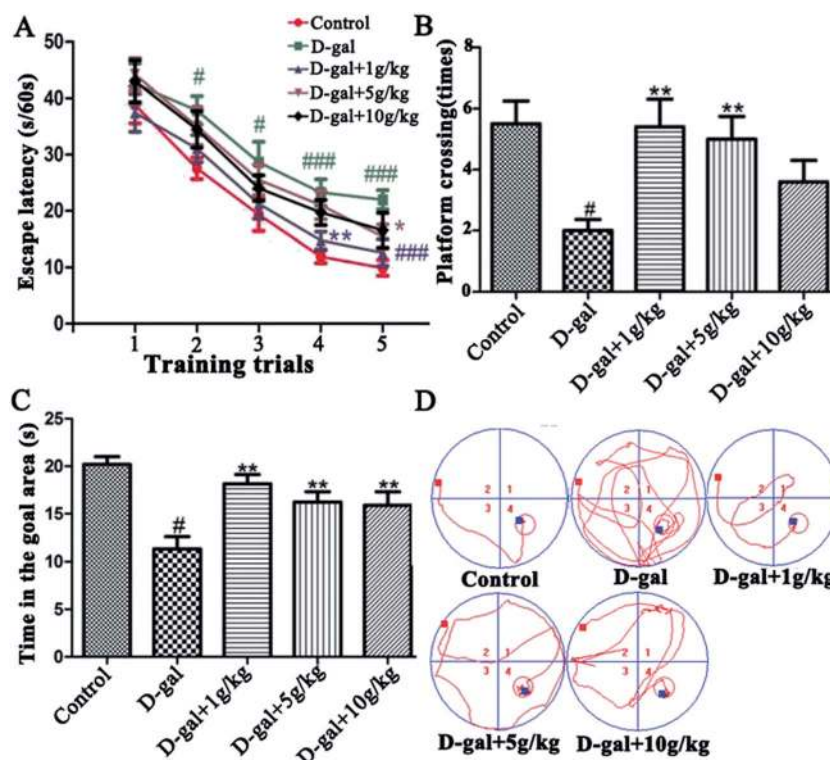 A
Escape latency (s/60s)
50
40
30
20
10
0
1 2 3 4 5
Training trials
Control
D-gal
D-gal+1g/kg
D-gal+5g/kg
D-gal+10g/kg
#
#
###
###
**
*
###
B
Platform crossing(times)
8
6
4
2
0
#
**
**
Control
D-gal
D-gal+1g/kg
D-gal+5g/kg
D-gal+10g/kg
C
Time in the goal area (s)
25
20
15
10
5
0
#
**
**
**
Control
D-gal
D-gal+1g/kg
D-gal+5g/kg
D-gal+10g/kg
D
2 1
3 4
Control
2 1
3 4
D-gal
2 1
3 4
D-gal+1g/kg
2 1
3 4
D-gal+5g/kg
2 1
3 4
D-gal+10g/kg